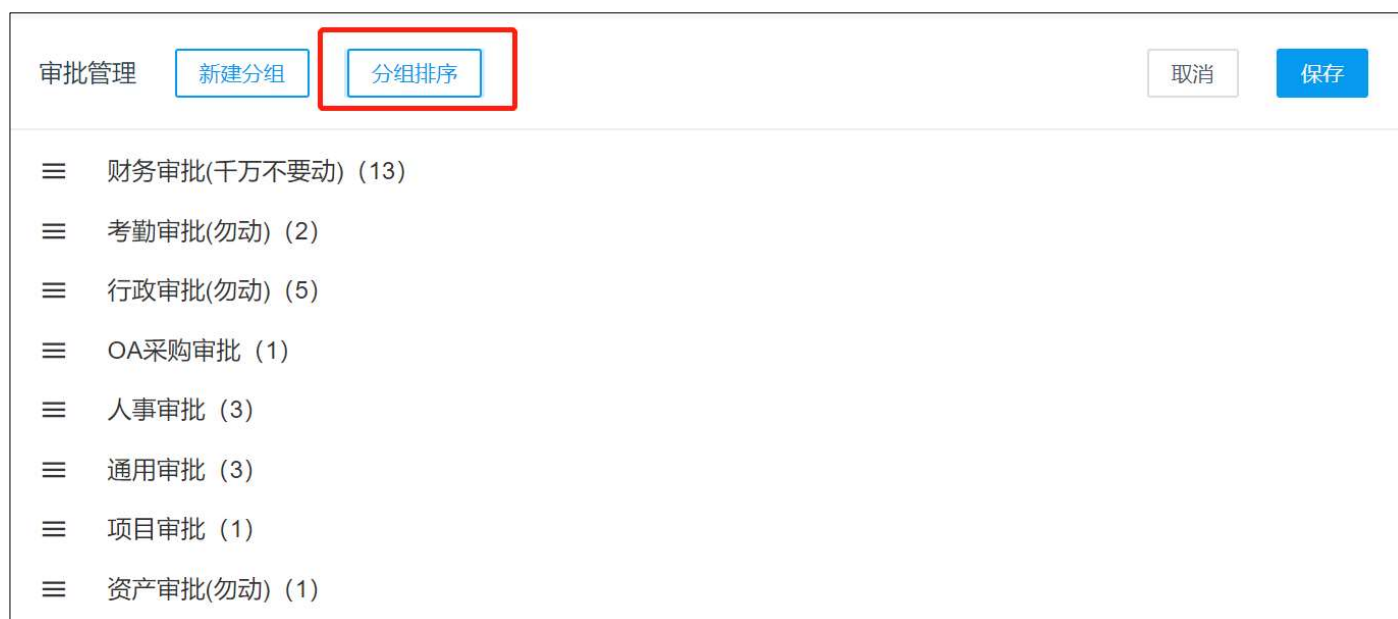 审批管理 新建分组 分组排序 取消 保存
财务审批(千万不要动)（13）
考勤审批(勿动)（2）
行政审批(勿动)（5）
OA采购审批（1）
人事审批（3）
通用审批（3）
项目审批（1）
资产审批(勿动)（1）